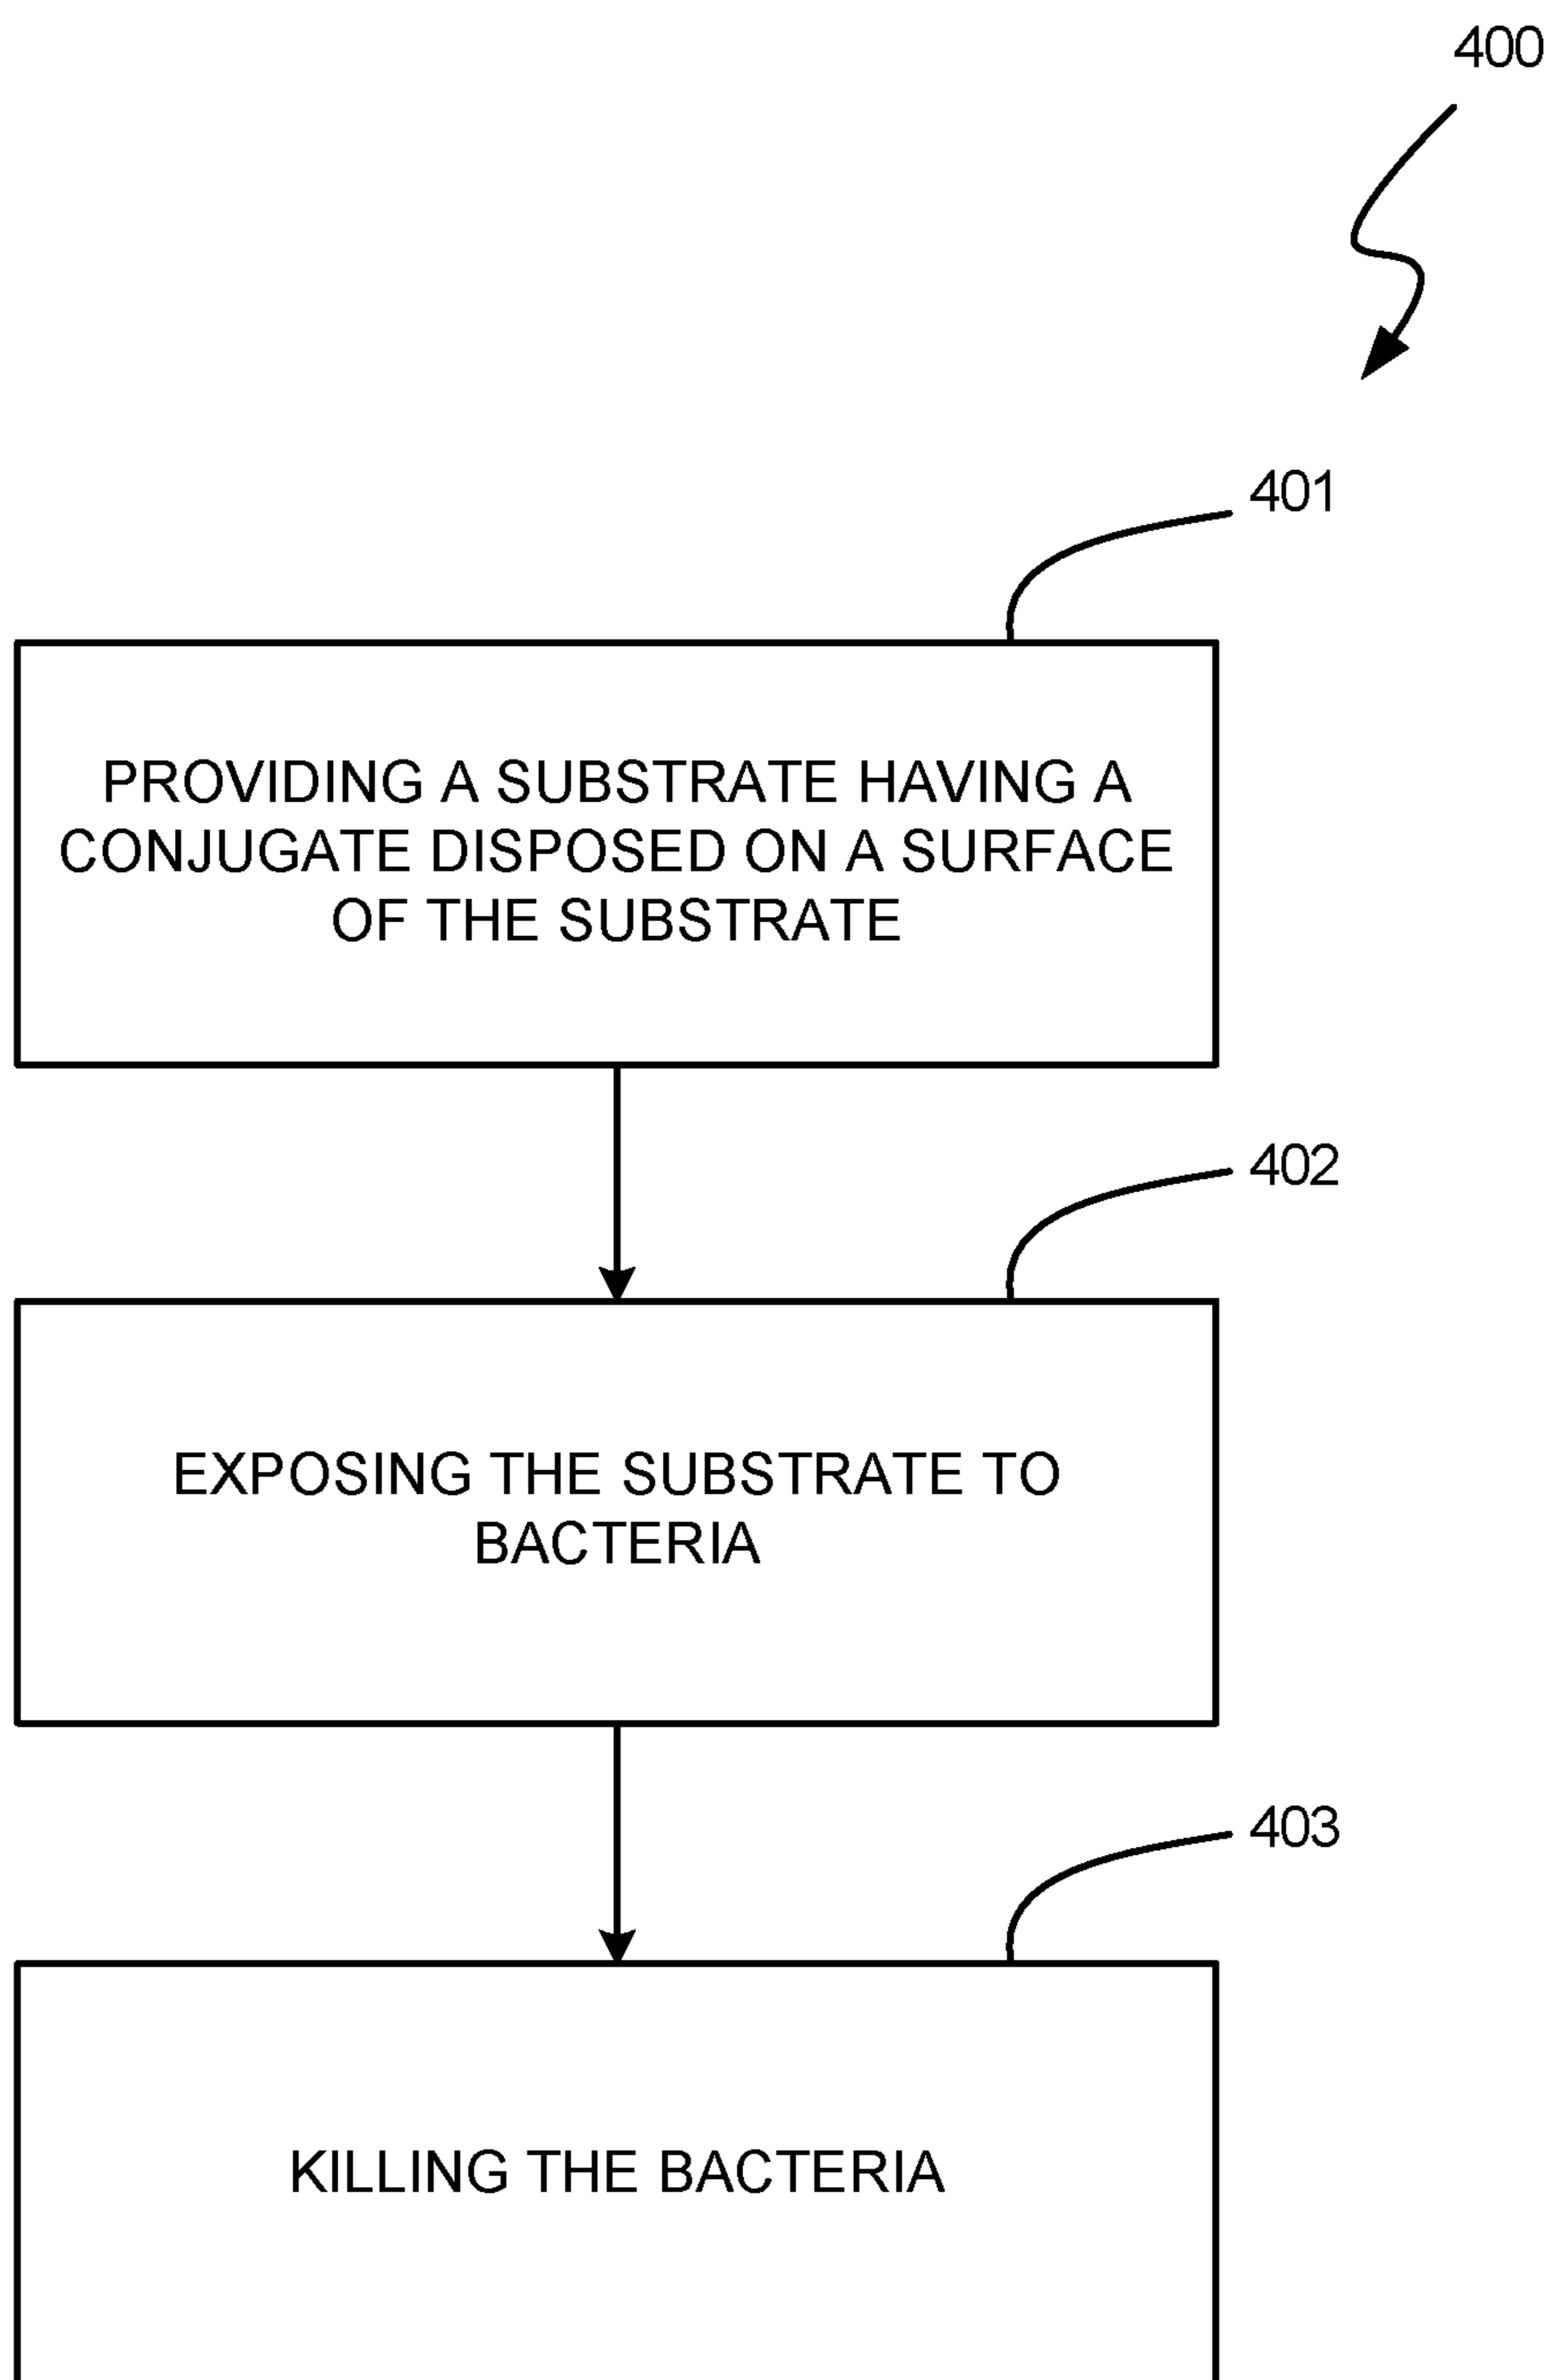 400
401
PROVIDING A SUBSTRATE HAVING A
CONJUGATE DISPOSED ON A SURFACE
OF THE SUBSTRATE
402
EXPOSING THE SUBSTRATE TO
BACTERIA
403
KILLING THE BACTERIA